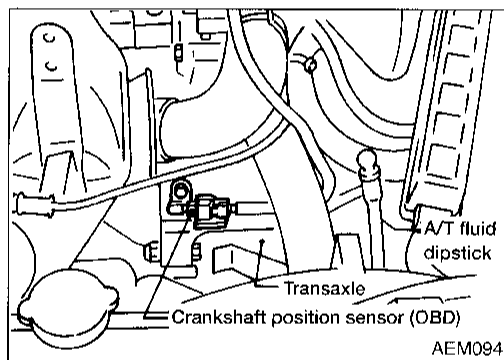 A/T fluid
dipstick
Transaxle
Crankshaft position sensor (OBD)
AEM094